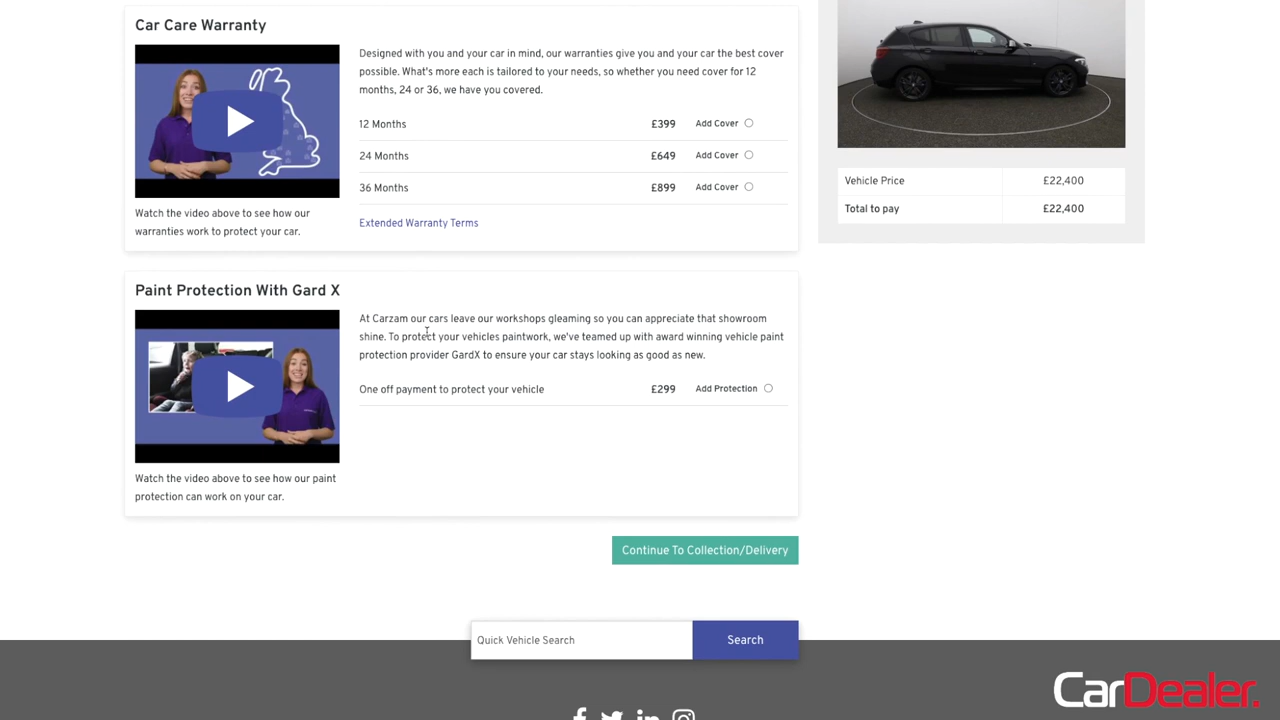 Car Care Warranty
Designed with you and your car in mind, our warranties give you and your car the best cover
possible. What's more each is tailored to your needs, so whether you need cover for 12
months, 24 or 36, we have you covered.
12 Months £399 Add Cover
24 Months £649 Add Cover
36 Months £899 Add Cover
Extended Warranty Terms
Watch the video above to see how our
warranties work to protect your car.
Vehicle Price £22,400
Total to pay £22,400
Paint Protection With Gard X
At Carzam our cars leave our workshops gleaming so you can appreciate that showroom
shine. To protect your vehicles paintwork, we've teamed up with award winning vehicle paint
protection provider GardX to ensure your car stays looking as good as new.
One off payment to protect your vehicle £299 Add Protection
Watch the video above to see how our paint
protection can work on your car.
Continue To Collection/Delivery
Quick Vehicle Search
Search
CarDealer.